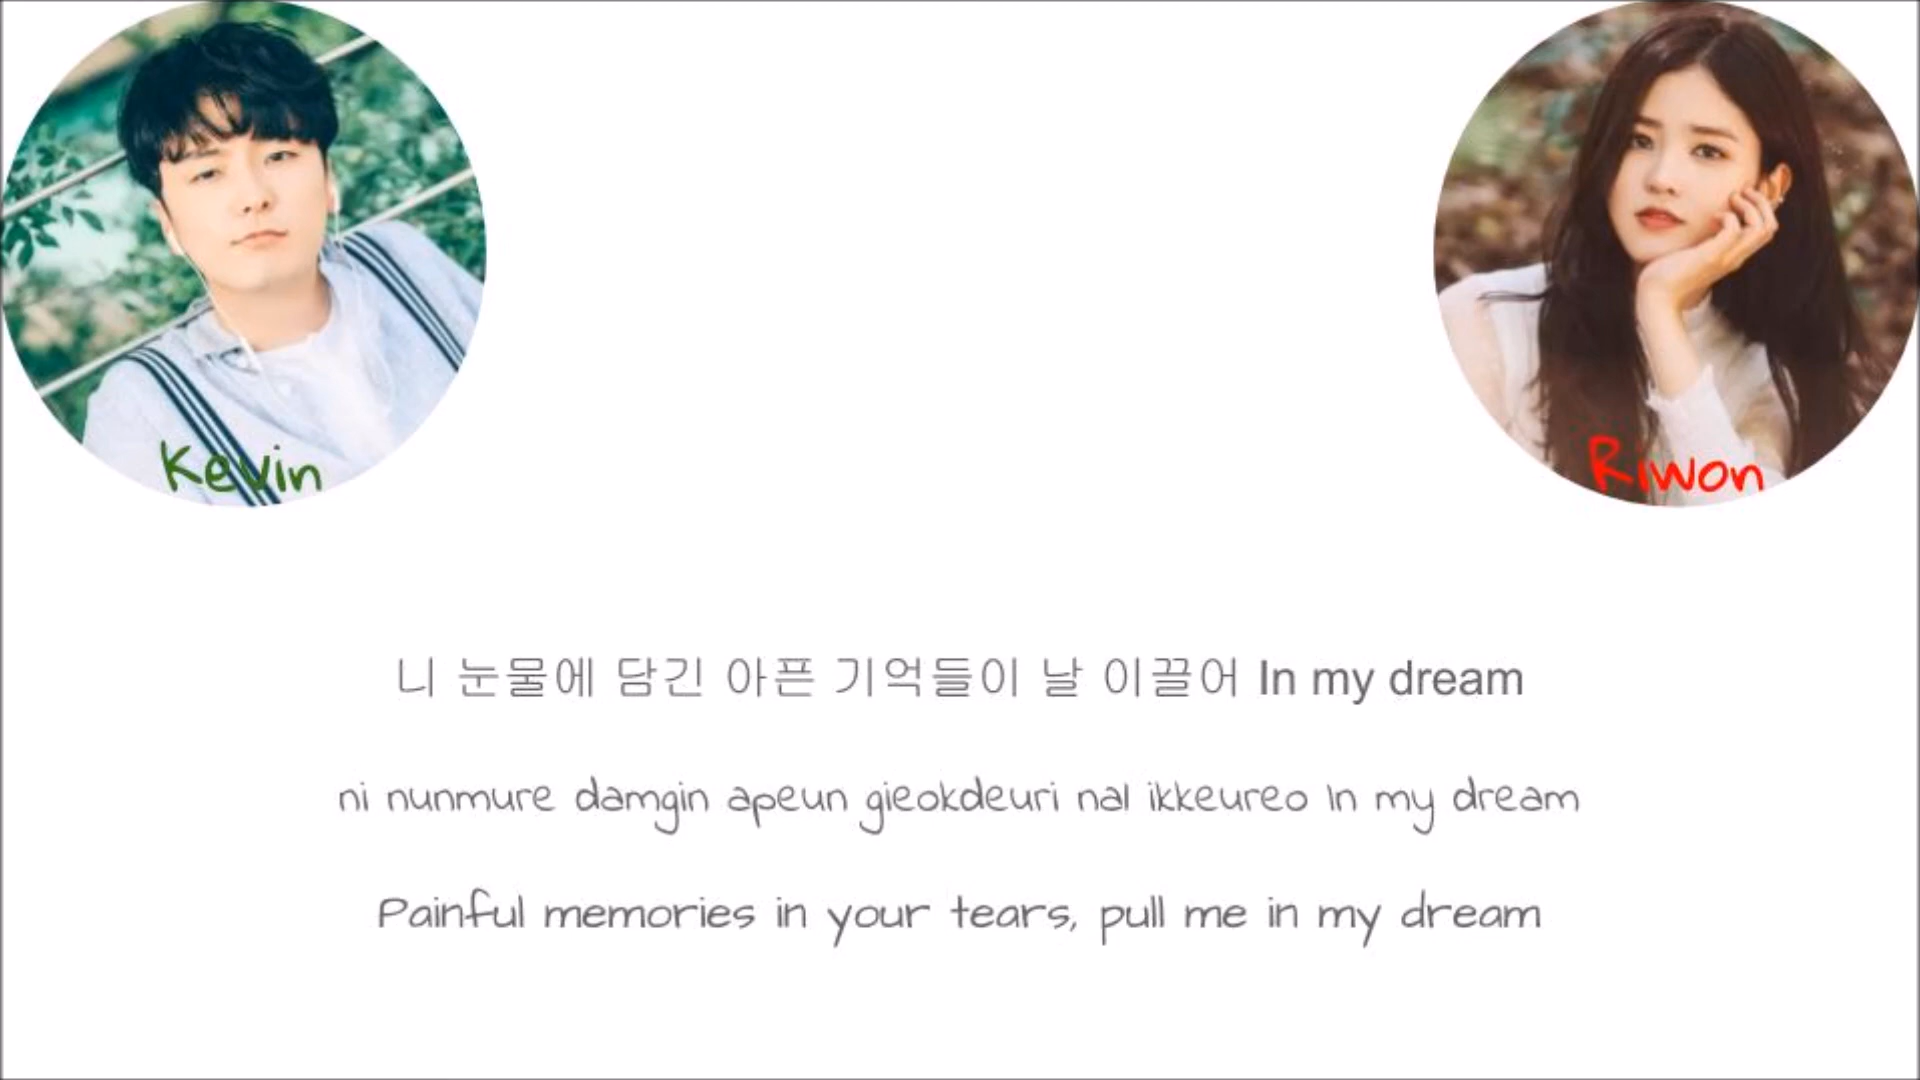 Kevin
Riwon
니 눈물에 담긴 아픈 기억들이 날 이끌어 In my dream
ni nunmure damgin apeun gieokdeuri nal ikkeureo In my dream
Painful memories in your tears, pull me in my dream